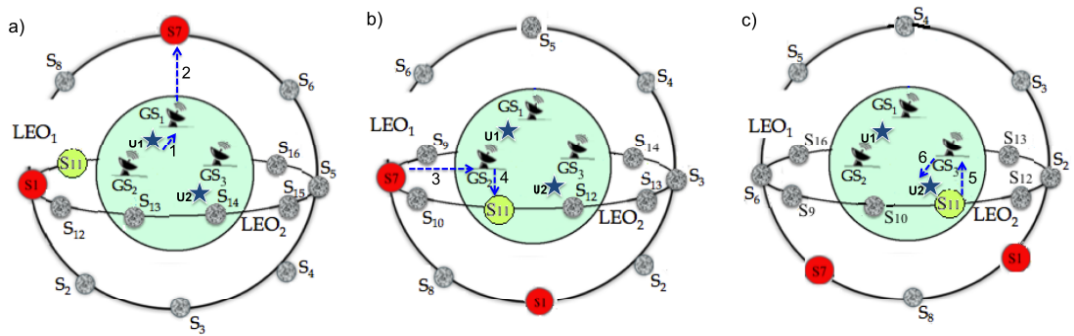 a)
S7
S8
2
S6
GS1
LEO1
U1
1
S11
GS2
GS3
S16
S1
U2
S15
S5
S13
S14
S12
LEO2
S2
S4
S3
b)
S5
S6
S4
GS1
LEO1
U1
S9
S14
S7
3
GS2
4
GS3
S13
S3
U2
S12
S10
S11
LEO2
S8
S2
S1
c)
S4
S5
S3
GS1
LEO1
U1
S16
S13
6
GS3
S2
GS2
5
S12
S6
U2
S9
S10
S11
LEO2
S7
S1
S8